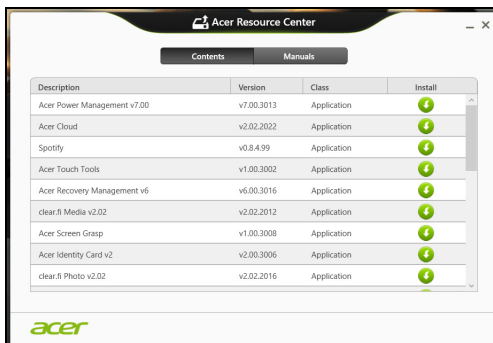 Acer Resource Center
Contents Manuals
Description Version Class Install
Acer Power Management v7.00 v7.00.3013 Application
Acer Cloud v2.02.2022 Application
Spotify v0.8.4.99 Application
Acer Touch Tools v1.00.3002 Application
Acer Recovery Management v6 v6.00.3016 Application
clear.fi Media v2.02 v2.02.2012 Application
Acer Screen Grasp v1.00.3008 Application
Acer Identity Card v2 v2.00.3006 Application
clear.fi Photo v2.02 v2.02.2016 Application
acer